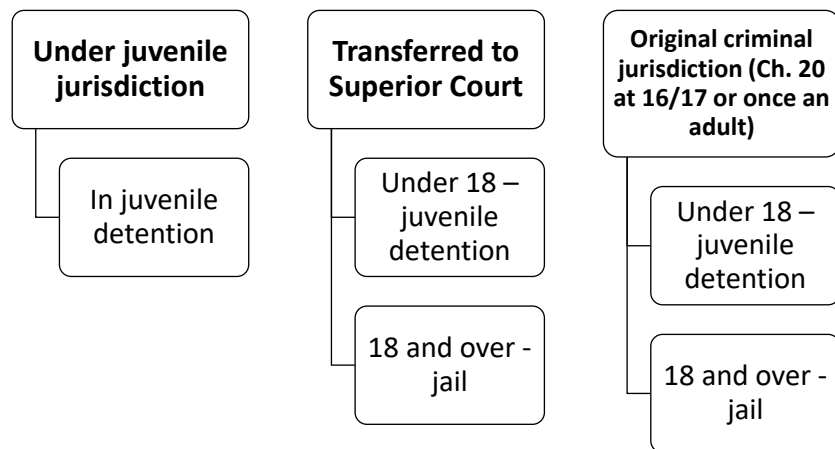 Under juvenile
jurisdiction
In juvenile
detention
Transferred to
Superior Court
Under 18 –
juvenile
detention
18 and over -
jail
Original criminal
jurisdiction (Ch. 20
at 16/17 or once an
adult)
Under 18 –
juvenile
detention
18 and over -
jail